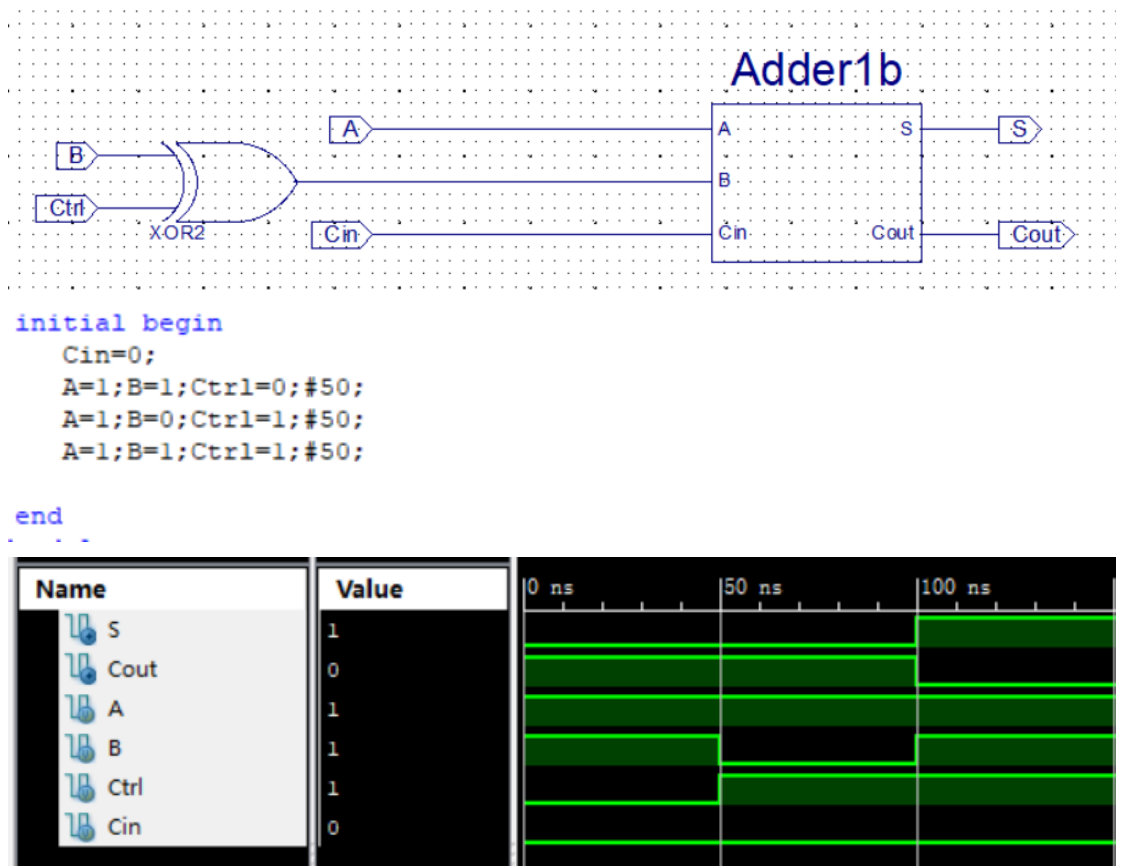 Adder1b
A A S S
B
B
Ctrl
XOR2 Cin Cin Cout Cout
initial begin
Cin=0;
A=1;B=1;Ctrl=0;#50;
A=1;B=0;Ctrl=1;#50;
A=1;B=1;Ctrl=1;#50;
end
Name Value 0 ns 50 ns 100 ns
S 1
Cout 0
A 1
B 1
Ctrl 1
Cin 0